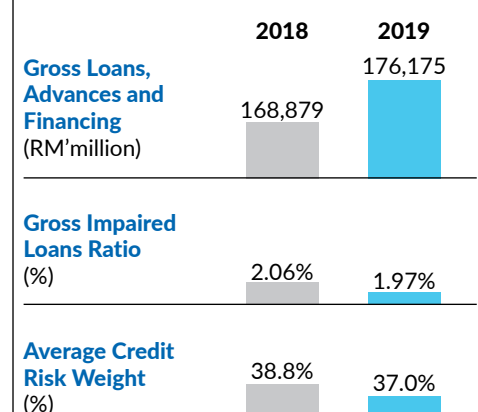 2018 2019
Gross Loans,
Advances and
Financing
(RM'million)
168,879
176,175
Gross Impaired
Loans Ratio
(%)
2.06%
1.97%
Average Credit
Risk Weight
(%)
38.8%
37.0%